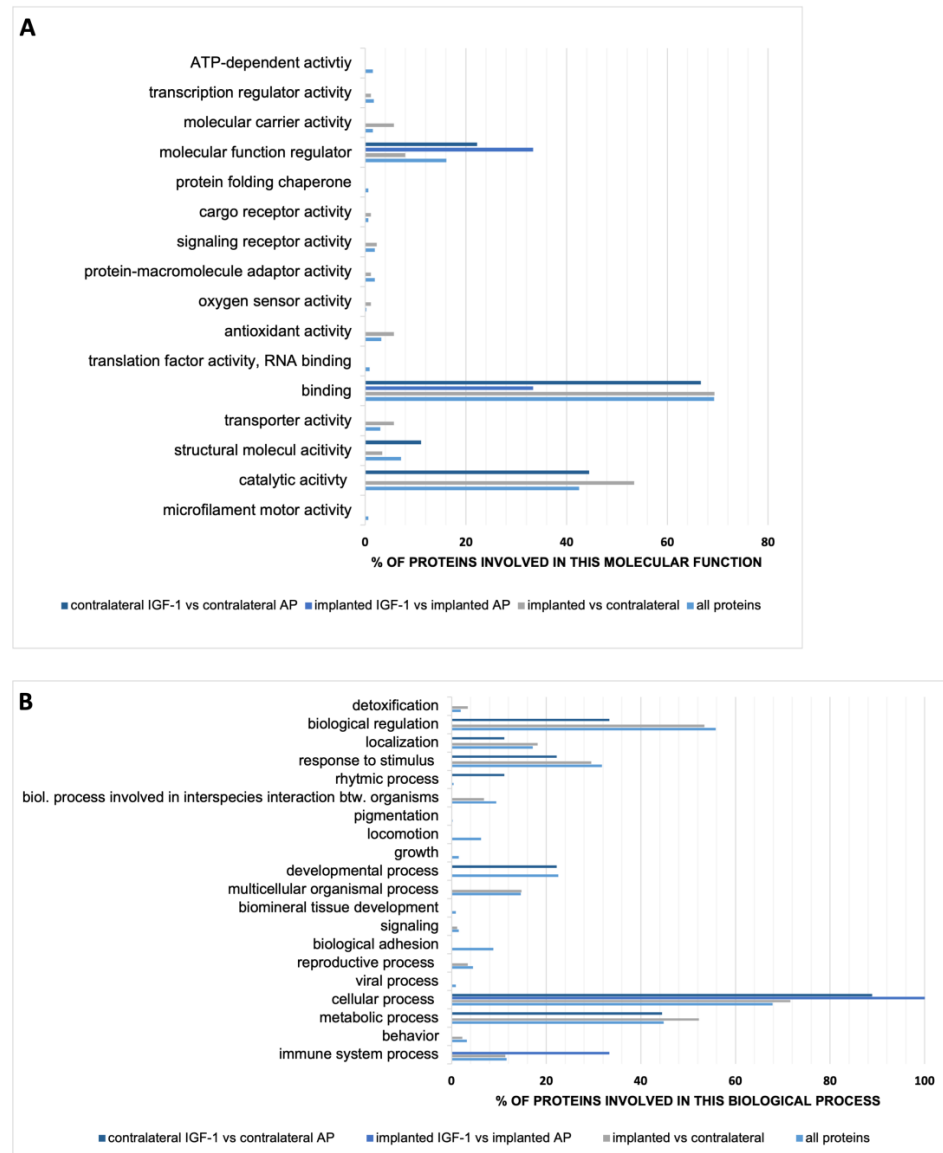 A
ATP-dependent activtiy
transcription regulator activity
molecular carrier activity
molecular function regulator
protein folding chaperone
cargo receptor activity
signaling receptor activity
protein-macromolecule adaptor activity
oxygen sensor activity
antioxidant activity
translation factor activity, RNA binding
binding
transporter activity
structural molecul acitivity
catalytic acitivty
microfilament motor activity
0 20 40 60 80
% OF PROTEINS INVOLVED IN THIS MOLECULAR FUNCTION
contralateral IGF-1 vs contralateral AP implanted IGF-1 vs implanted AP implanted vs contralateral all proteins
B
detoxification
biological regulation
localization
response to stimulus
rhytmic process
biol. process involved in interspecies interaction btw. organisms
pigmentation
locomotion
growth
developmental process
multicellular organismal process
biomineral tissue development
signaling
biological adhesion
reproductive process
viral process
cellular process
metabolic process
behavior
immune system process
0 20 40 60 80 100
% OF PROTEINS INVOLVED IN THIS BIOLOGICAL PROCESS
contralateral IGF-1 vs contralateral AP implanted IGF-1 vs implanted AP implanted vs contralateral all proteins